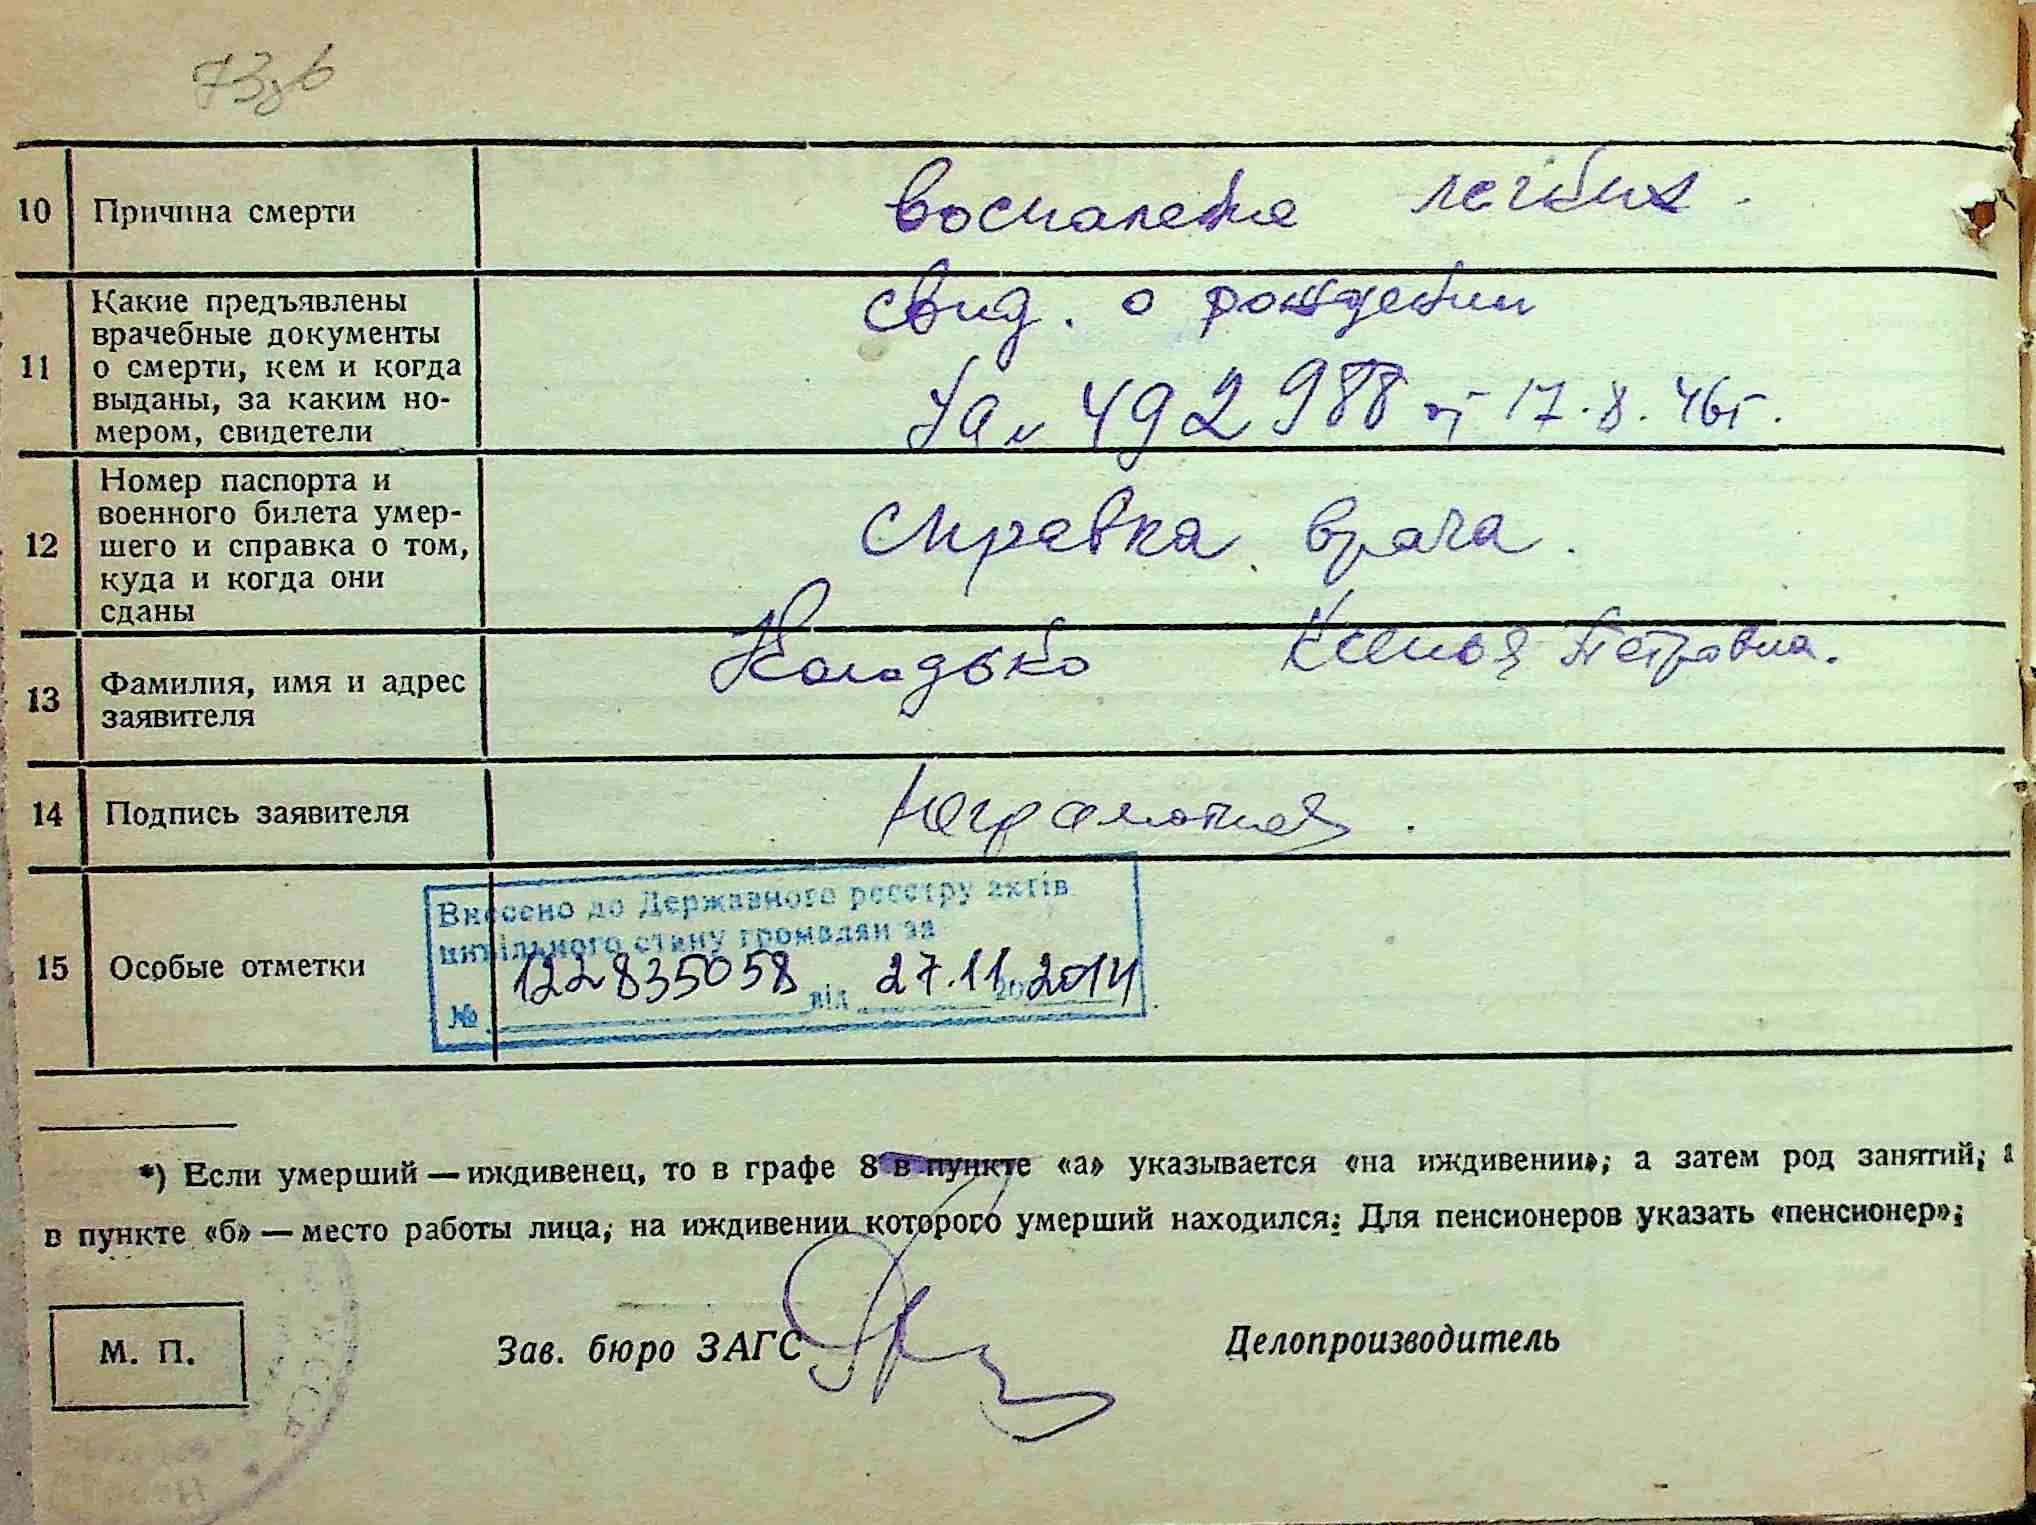 73зв
10 Причина смерти воспаление легких.
11 Какие предъявлены врачебные документы о смерти, кем и когда выданы, за каким но-мером, свидетели
свид. о рождении
492988 от 17.8.46г.
12 Номер паспорта и военного билета умер-шего и справка о том, куда и когда они сданы
справка врача.
13 Фамилия, имя и адрес заявителя Колодько Ксенья Петровна.
14 Подпись заявителя неграмотная.
15 Особые отметки
Внесено до Державного реєстру актів
цивільного стану громадян за
№ 122835058 від 27.11.2014
*) Если умерший — иждивенец, то в графе 8 в пункте «а» указывается «на иждивении»; а затем род занятий; а
в пункте «б» — место работы лица; на иждивении которого умерший находился. Для пенсионеров указать «пенсионер»;
М. П. Зав. бюро ЗАГС Делопроизводитель